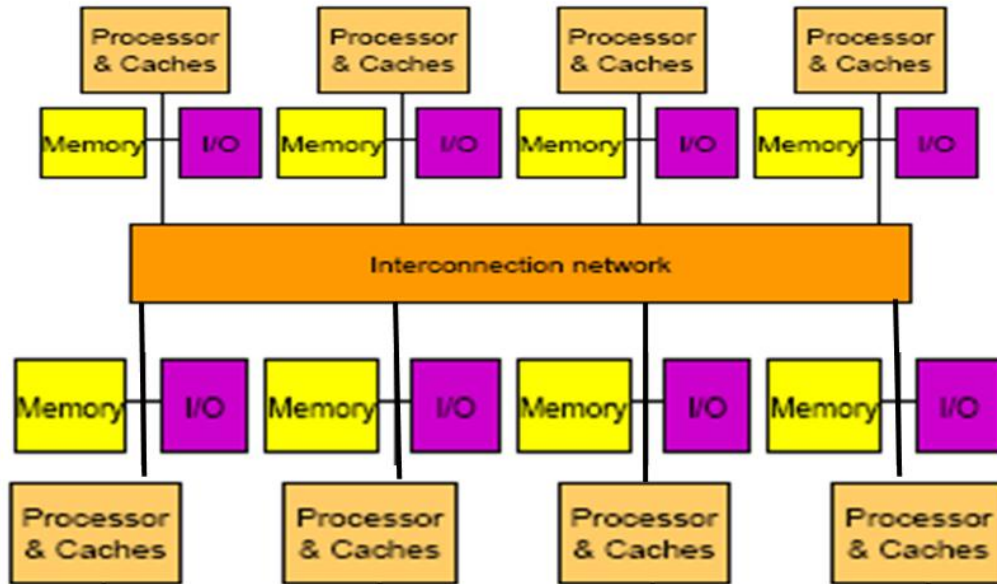 Processor
& Caches
Processor
& Caches
Processor
& Caches
Processor
& Caches
Memory I/O Memory I/O Memory I/O Memory I/O
Interconnection network
Memory I/O Memory I/O Memory I/O Memory I/O
Processor
& Caches
Processor
& Caches
Processor
& Caches
Processor
& Caches